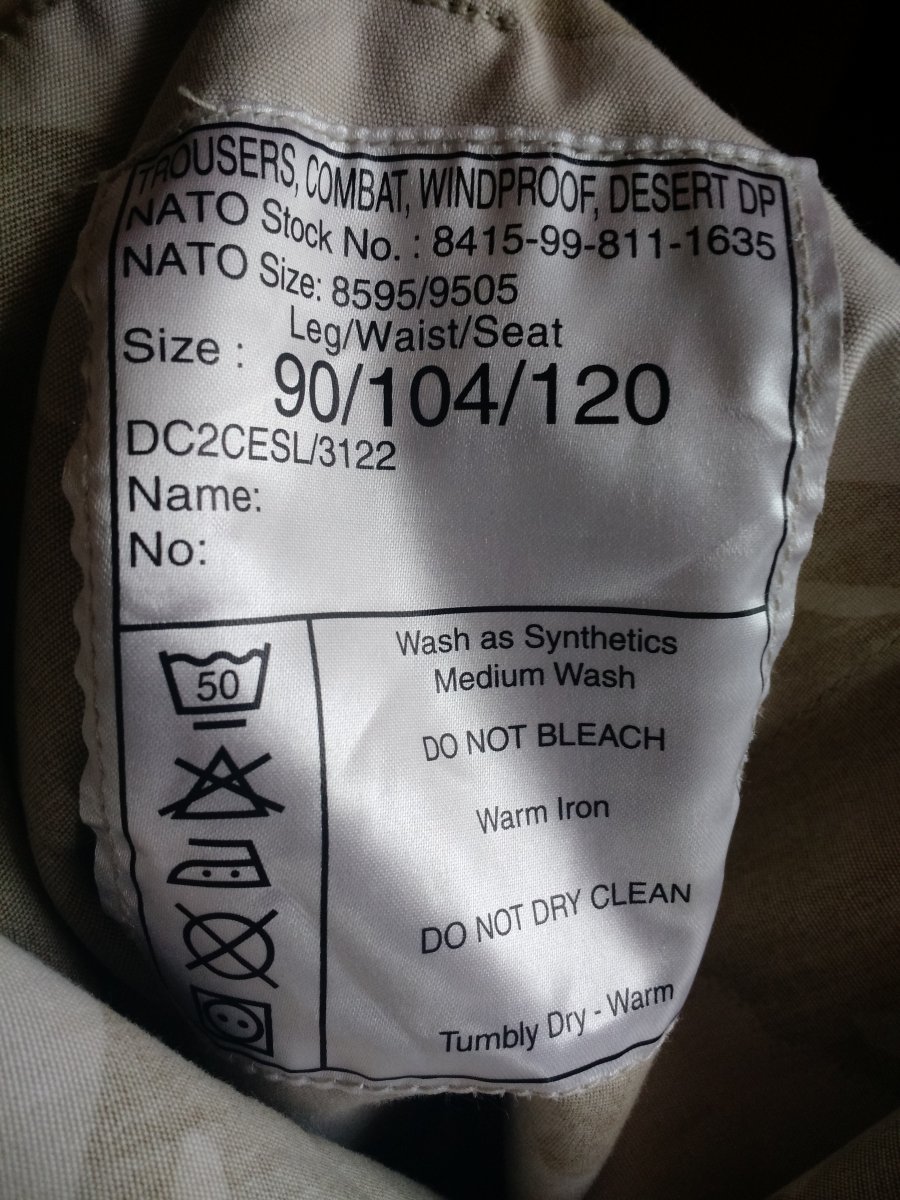 TROUSERS, COMBAT, WINDPROOF, DESERT DP
NATO Stock No. : 8415-99-811-1635
NATO Size: 8595/9505
Leg/Waist/Seat
Size : 90/104/120
DC2CESL/3122
Name:
No:
50
Wash as Synthetics
Medium Wash
DO NOT BLEACH
Warm Iron
DO NOT DRY CLEAN
Tumbly Dry - Warm